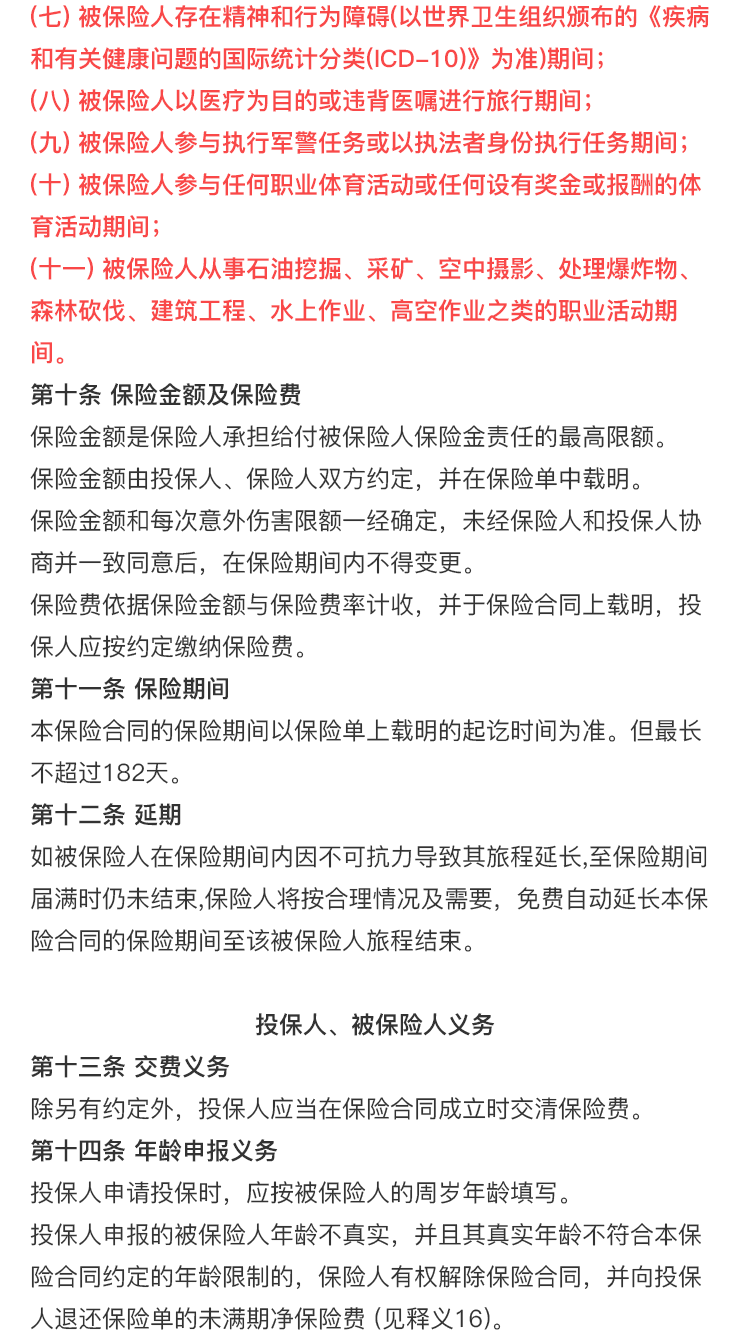 (七) 被保险人存在精神和行为障碍(以世界卫生组织颁布的《疾病
和有关健康问题的国际统计分类(ICD-10)》为准)期间；
(八) 被保险人以医疗为目的或违背医嘱进行旅行期间；
(九) 被保险人参与执行军警任务或以执法者身份执行任务期间；
(十) 被保险人参与任何职业体育活动或任何设有奖金或报酬的体
育活动期间；
(十一) 被保险人从事石油挖掘、采矿、空中摄影、处理爆炸物、
森林砍伐、建筑工程、水上作业、高空作业之类的职业活动期
间。
第十条 保险金额及保险费
保险金额是保险人承担给付被保险人保险金责任的最高限额。
保险金额由投保人、保险人双方约定，并在保险单中载明。
保险金额和每次意外伤害限额一经确定，未经保险人和投保人协
商并一致同意后，在保险期间内不得变更。
保险费依据保险金额与保险费率计收，并于保险合同上载明，投
保人应按约定缴纳保险费。
第十一条 保险期间
本保险合同的保险期间以保险单上载明的起讫时间为准。但最长
不超过182天。
第十二条 延期
如被保险人在保险期间内因不可抗力导致其旅程延长,至保险期间
届满时仍未结束,保险人将按合理情况及需要，免费自动延长本保
险合同的保险期间至该被保险人旅程结束。
投保人、被保险人义务
第十三条 交费义务
除另有约定外，投保人应当在保险合同成立时交清保险费。
第十四条 年龄申报义务
投保人申请投保时，应按被保险人的周岁年龄填写。
投保人申报的被保险人年龄不真实，并且其真实年龄不符合本保
险合同约定的年龄限制的，保险人有权解除保险合同，并向投保
人退还保险单的未满期净保险费 (见释义16)。